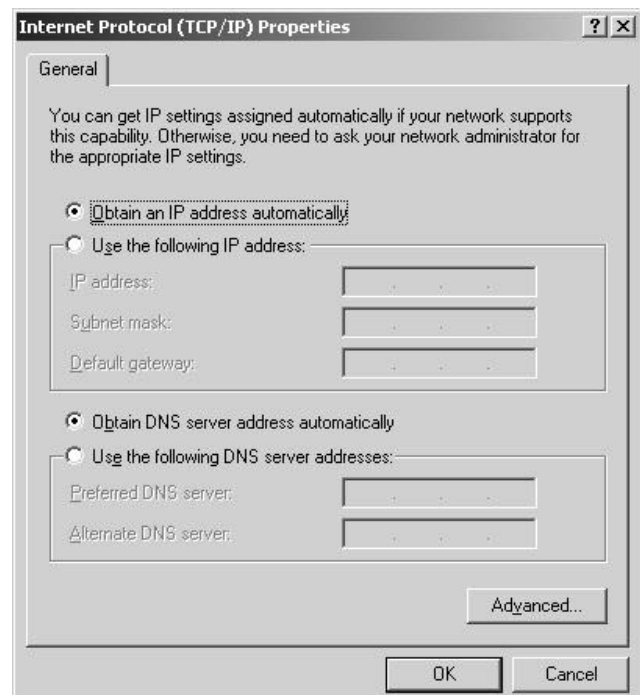 Internet Protocol (TCP/IP) Properties
General
You can get IP settings assigned automatically if your network supports
this capability. Otherwise, you need to ask your network administrator for
the appropriate IP settings.
Obtain an IP address automatically
Use the following IP address:
IP address:
Subnet mask:
Default gateway:
Obtain DNS server address automatically
Use the following DNS server addresses:
Preferred DNS server:
Alternate DNS server:
Advanced...
OK Cancel